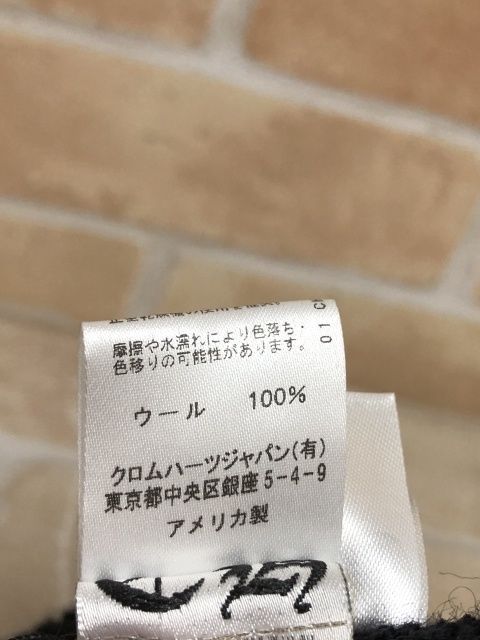 摩擦や水濡れにより色落ち・
色移りの可能性があります。
01
ウール 100%
クロムハーツジャパン(有)
東京都中央区銀座5-4-9
アメリカ製